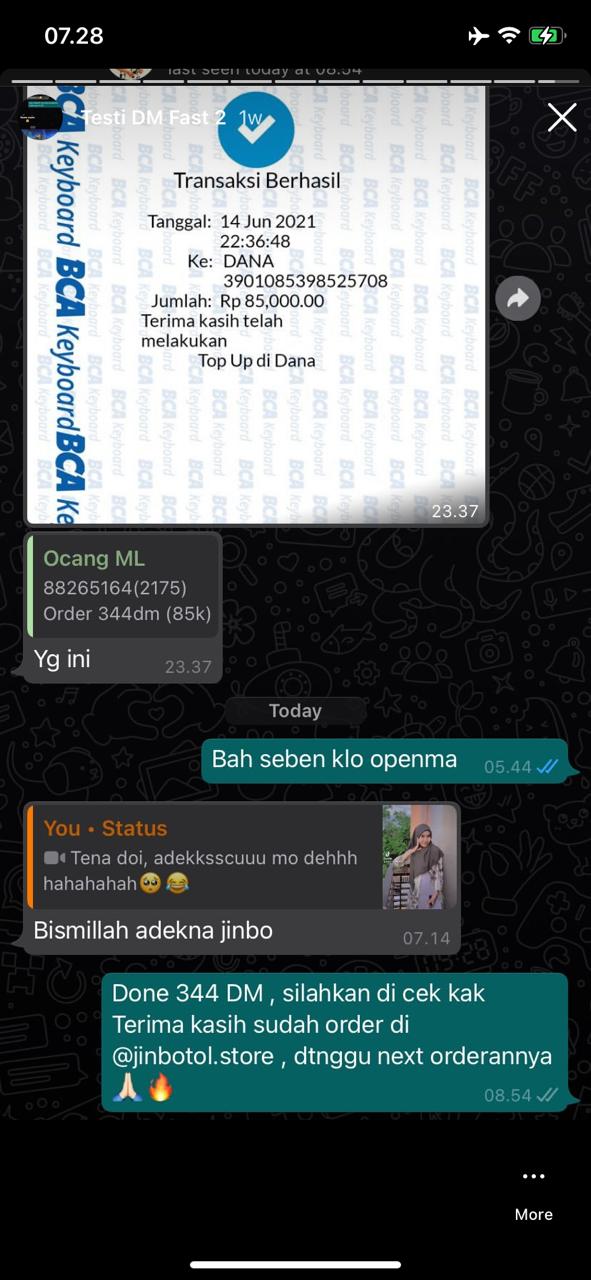 07.28
last seen today at 08.54
Testi DM Fast 2 1w
BCA Keyboard BCA Keyboard BCA Ke
Transaksi Berhasil
Tanggal: 14 Jun 2021
22:36:48
Ke: DANA
3901085398525708
Jumlah: Rp 85,000.00
Terima kasih telah
melakukan
Top Up di Dana
23.37
Ocang ML
88265164(2175)
Order 344dm (85k)
Yg ini 23.37
Today
Bah seben klo openma 05.44
You • Status
Tena doi, adekksscuuu mo dehhh
hahahahah🥺😂
Bismillah adekna jinbo 07.14
Done 344 DM , silahkan di cek kak
Terima kasih sudah order di
@jinbotol.store , dtnggu next orderannya
🙏🏻🔥 08.54
More